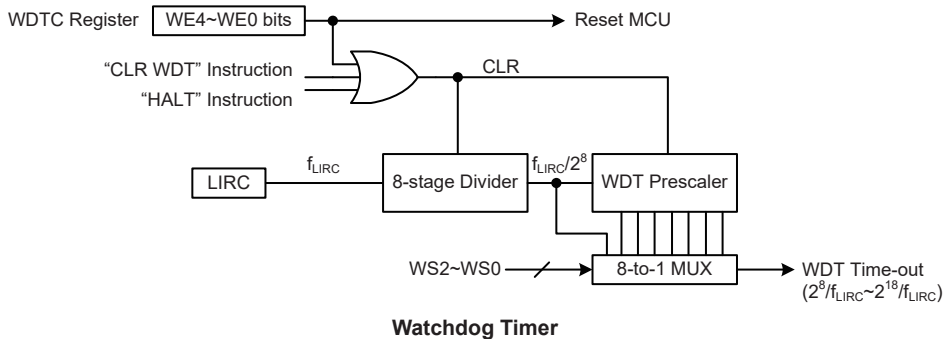 WDTC Register
WE4~WE0 bits
Reset MCU
“CLR WDT” Instruction
“HALT” Instruction
CLR
LIRC
fLIRC
8-stage Divider
fLIRC/2⁸
WDT Prescaler
WS2~WS0
8-to-1 MUX
WDT Time-out
(2⁸/fLIRC~2¹⁸/fLIRC)
Watchdog Timer